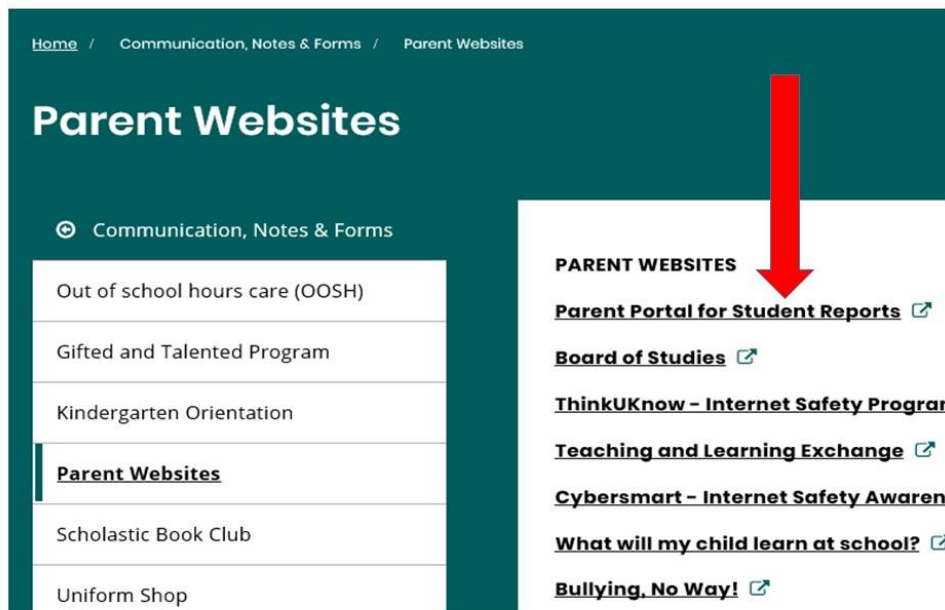 Home / Communication, Notes & Forms / Parent Websites
Parent Websites
Communication, Notes & Forms
Out of school hours care (OOSH)
Gifted and Talented Program
Kindergarten Orientation
Parent Websites
Scholastic Book Club
Uniform Shop
PARENT WEBSITES
Parent Portal for Student Reports
Board of Studies
ThinkUKnow – Internet Safety
Teaching and Learning Exchange
Cybersmart – Internet Safety
What will my child learn at school?
Bullying, No Way!